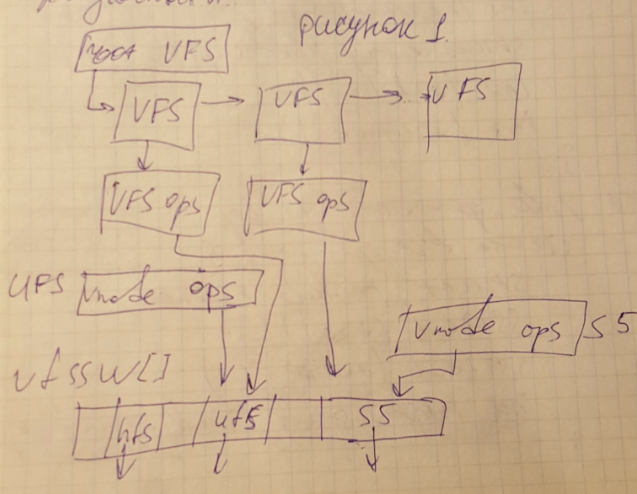 рисунок 1
root VFS
VFS VFS VFS
VFS ops VFS ops
UFS vnode ops
vnode ops S5
vfssw[]
nfs ufs S5